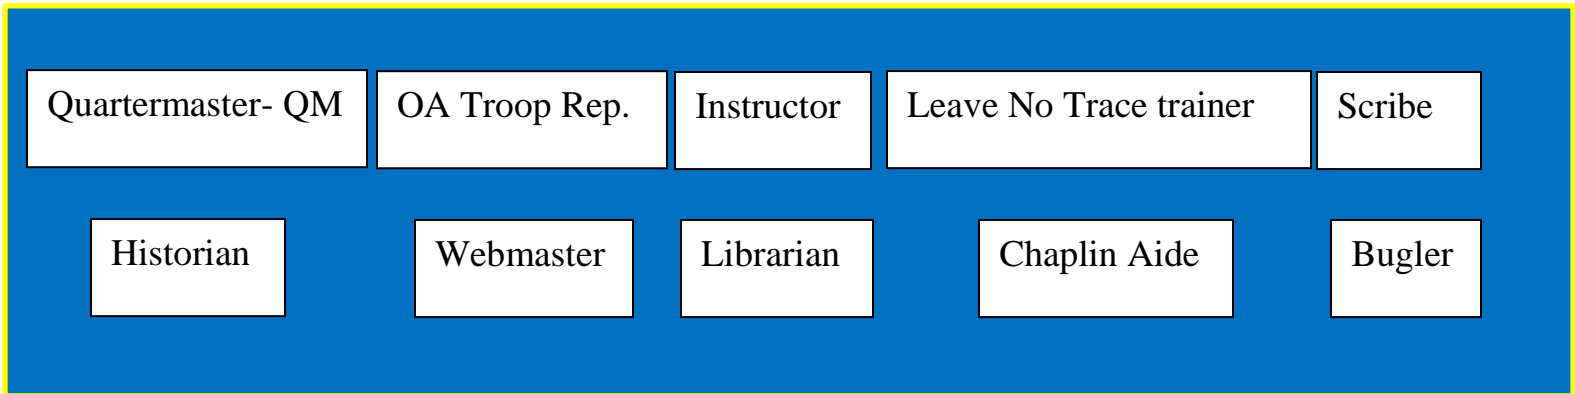 Quartermaster- QM
OA Troop Rep.
Instructor
Leave No Trace trainer
Scribe
Historian
Webmaster
Librarian
Chaplin Aide
Bugler